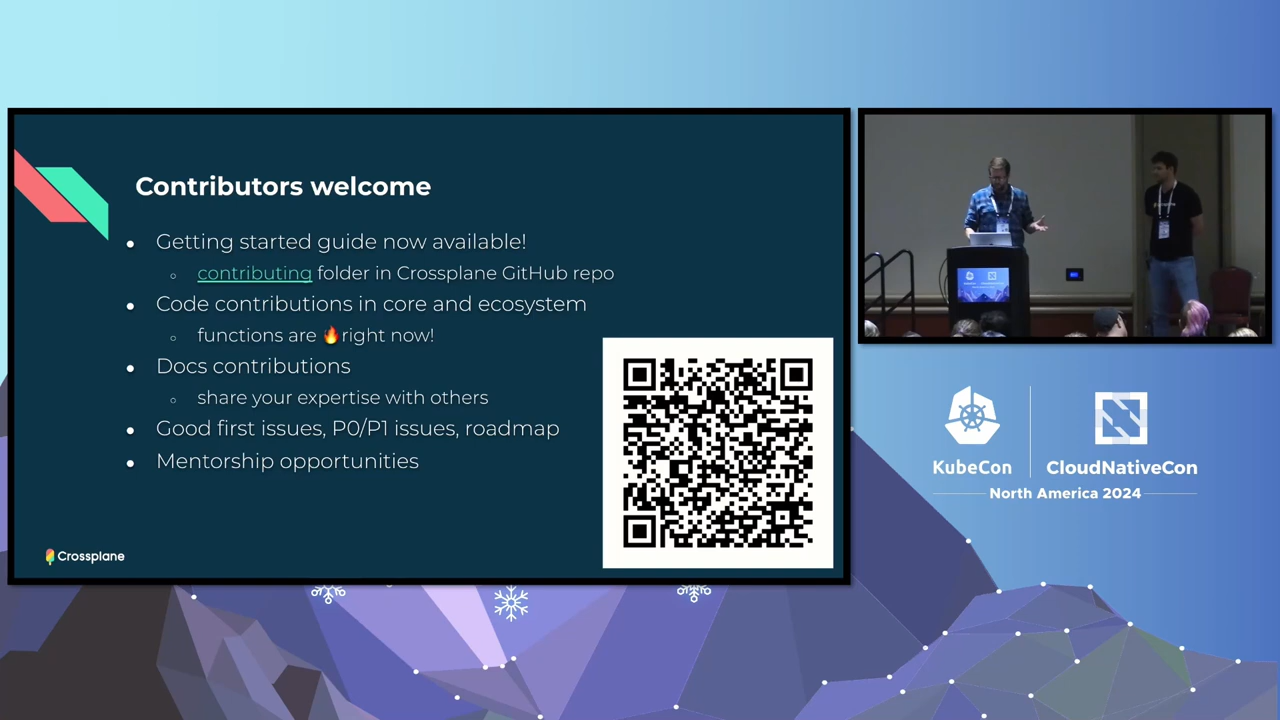 Contributors welcome
Getting started guide now available!
contributing folder in Crossplane GitHub repo
Code contributions in core and ecosystem
functions are 🔥right now!
Docs contributions
share your expertise with others
Good first issues, P0/P1 issues, roadmap
Mentorship opportunities
Crossplane
KubeCon
CloudNativeCon
North America 2024